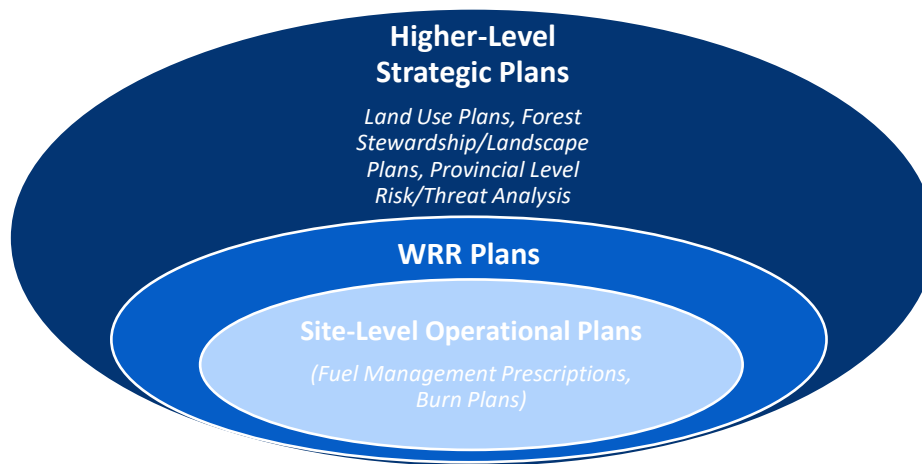 Higher-Level
Strategic Plans
Land Use Plans, Forest
Stewardship/Landscape
Plans, Provincial Level
Risk/Threat Analysis
WRR Plans
Site-Level Operational Plans
(Fuel Management Prescriptions,
Burn Plans)